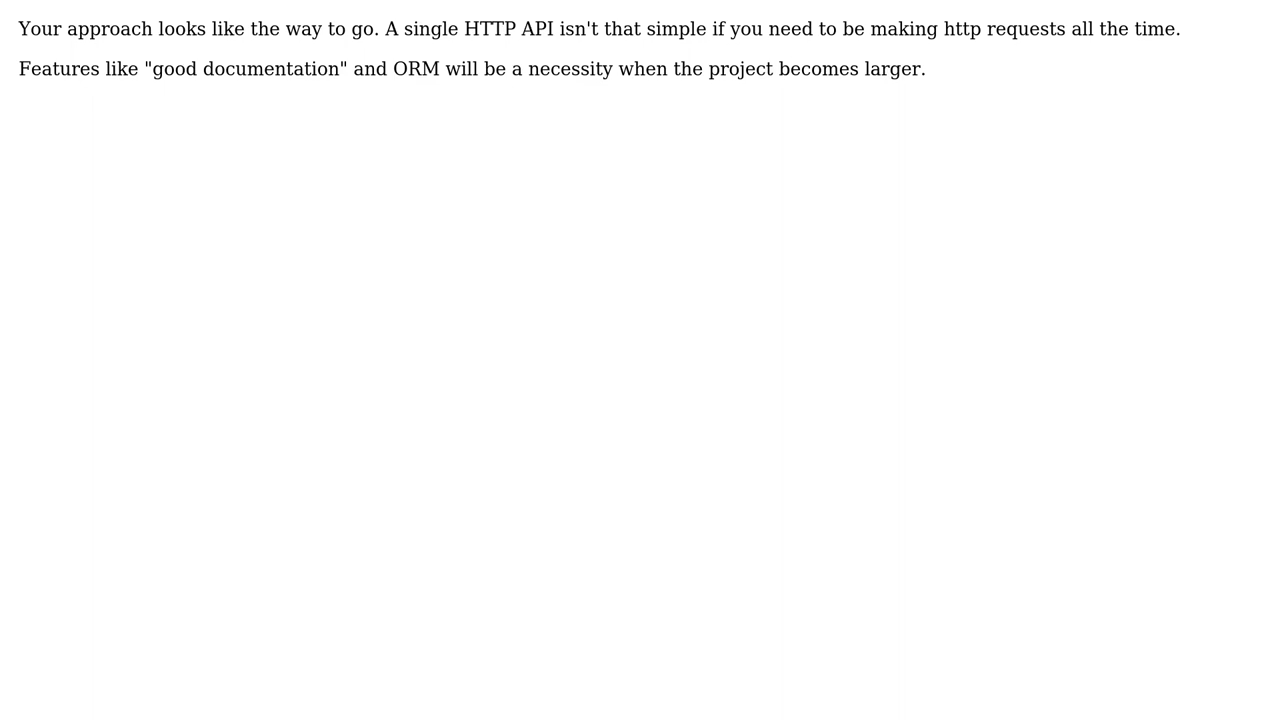 Your approach looks like the way to go. A single HTTP API isn't that simple if you need to be making http requests all the time.
Features like "good documentation" and ORM will be a necessity when the project becomes larger.